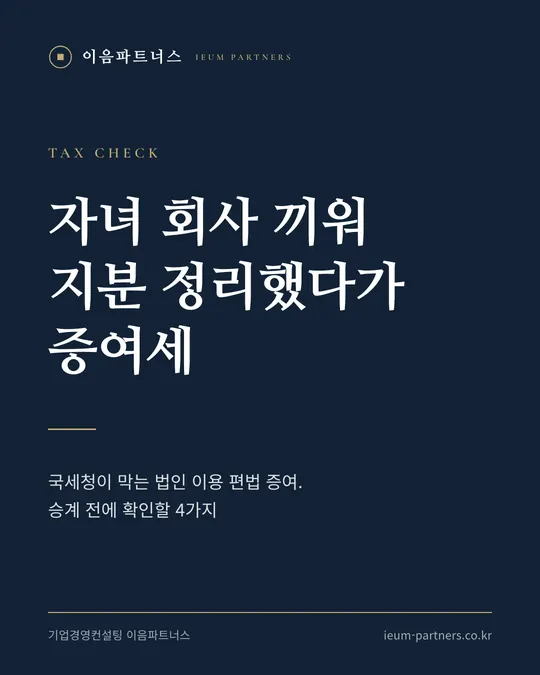 이음파트너스 IEUM PARTNERS
TAX CHECK
자녀 회사 끼워
지분 정리했다가
증여세
국세청이 막는 법인 이용 편법 증여.
승계 전에 확인할 4가지
기업경영컨설팅 이음파트너스
ieum-partners.co.kr